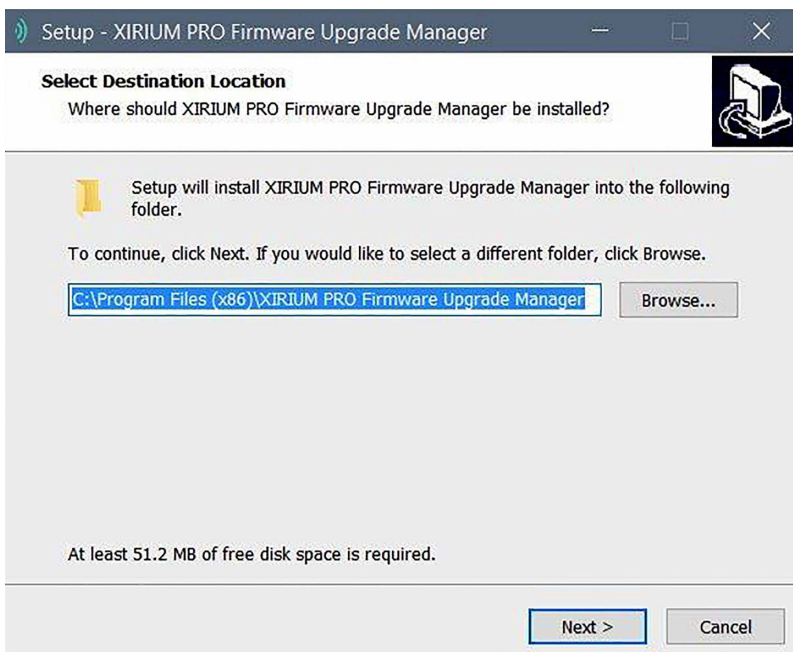 Setup - XIRIUM PRO Firmware Upgrade Manager
Select Destination Location
Where should XIRIUM PRO Firmware Upgrade Manager be installed?
Setup will install XIRIUM PRO Firmware Upgrade Manager into the following
folder.
To continue, click Next. If you would like to select a different folder, click Browse.
C:\Program Files (x86)\XIRIUM PRO Firmware Upgrade Manager
Browse...
At least 51.2 MB of free disk space is required.
Next >
Cancel